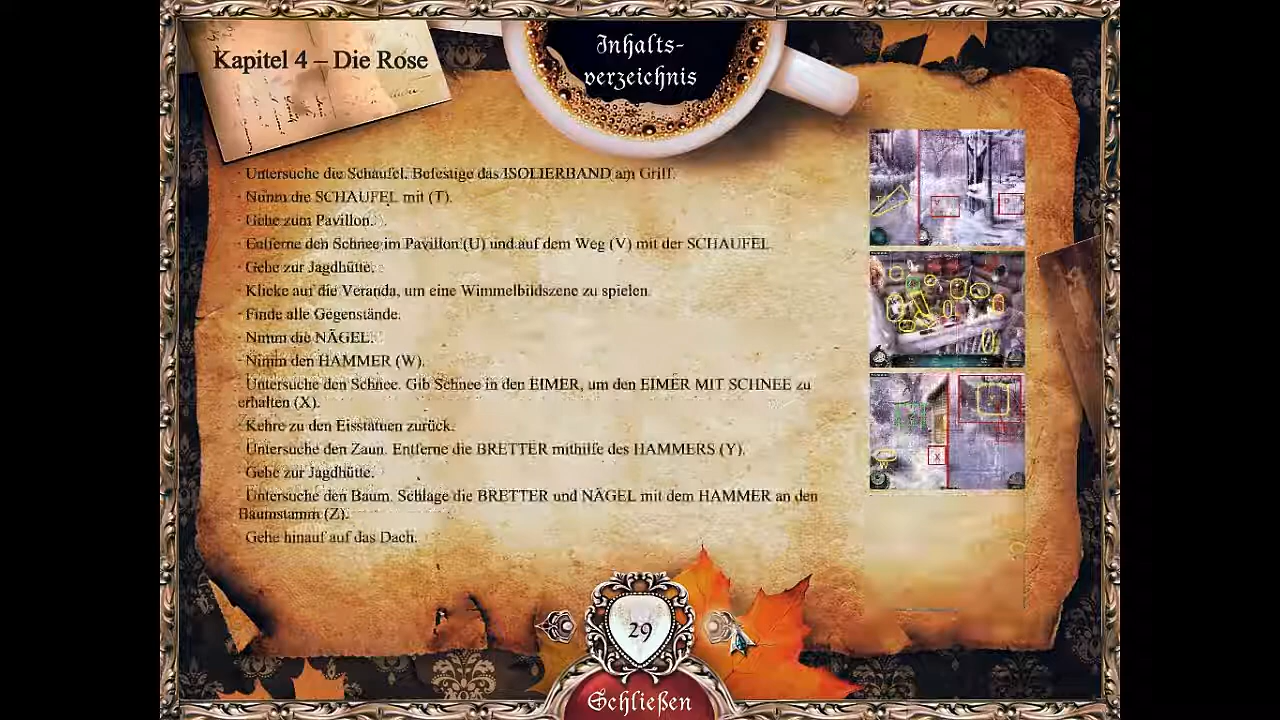 Kapitel 4 – Die Rose
Inhalts-
verzeichnis
· Untersuche die Schaufel. Befestige das ISOLIERBAND am Griff.
· Nimm die SCHAUFEL mit (T).
· Gehe zum Pavillon.
· Entferne den Schnee im Pavillon (U) und auf dem Weg (V) mit der SCHAUFEL.
· Gehe zur Jagdhütte.
· Klicke auf die Veranda, um eine Wimmelbildszene zu spielen.
· Finde alle Gegenstände.
· Nimm die NÄGEL.
· Nimm den HAMMER (W).
· Untersuche den Schnee. Gib Schnee in den EIMER, um den EIMER MIT SCHNEE zu
erhalten (X).
· Kehre zu den Eisstatuen zurück.
· Untersuche den Zaun. Entferne die BRETTER mithilfe des HAMMERS (Y).
· Gehe zur Jagdhütte.
· Untersuche den Baum. Schlage die BRETTER und NÄGEL mit dem HAMMER an den
Baumstamm (Z).
· Gehe hinauf auf das Dach.
X
W
29
Schließen